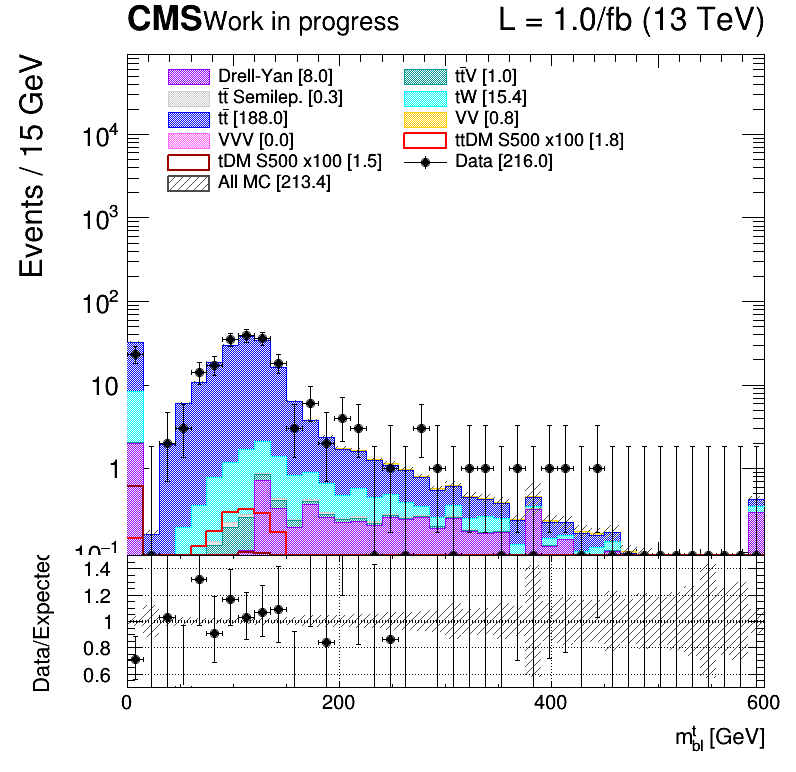 CMS Work in progress L = 1.0/fb (13 TeV)
Drell-Yan [8.0] tt̄V [1.0]
tt̄ Semilep. [0.3] tW [15.4]
tt̄ [188.0] VV [0.8]
VVV [0.0] ttDM S500 x100 [1.8]
tDM S500 x100 [1.5] Data [216.0]
All MC [213.4]
Events / 15 GeV
10⁴
10³
10²
10
1
10⁻¹
Data/Expected
1.4
1.2
1
0.8
0.6
0 200 400 600
m^t_bl [GeV]